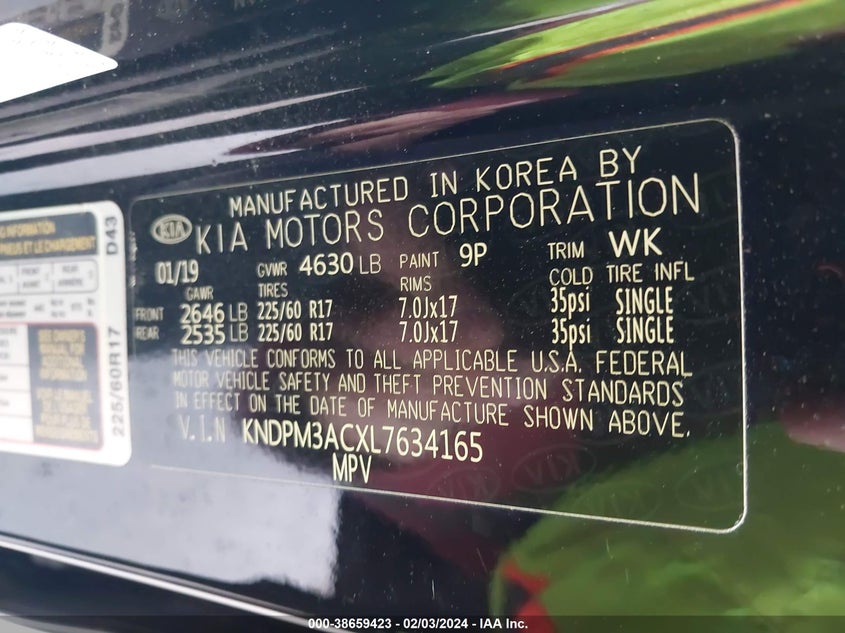 MANUFACTURED IN KOREA BY
KIA KIA MOTORS CORPORATION
01/19 GVWR 4630 LB PAINT 9P TRIM WK
GAWR TIRES RIMS COLD TIRE INFL
FRONT 2646 LB 225/60 R17 7.0Jx17 35psi SINGLE
REAR 2535 LB 225/60 R17 7.0Jx17 35psi SINGLE
THIS VEHICLE CONFORMS TO ALL APPLICABLE U.S.A. FEDERAL
MOTOR VEHICLE SAFETY AND THEFT PREVENTION STANDARDS
IN EFFECT ON THE DATE OF MANUFACTURE SHOWN ABOVE.
V.I.N KNDPM3ACXL7634165
MPV
225/60R17 D43
000-38659423 - 02/03/2024 - IAA Inc.